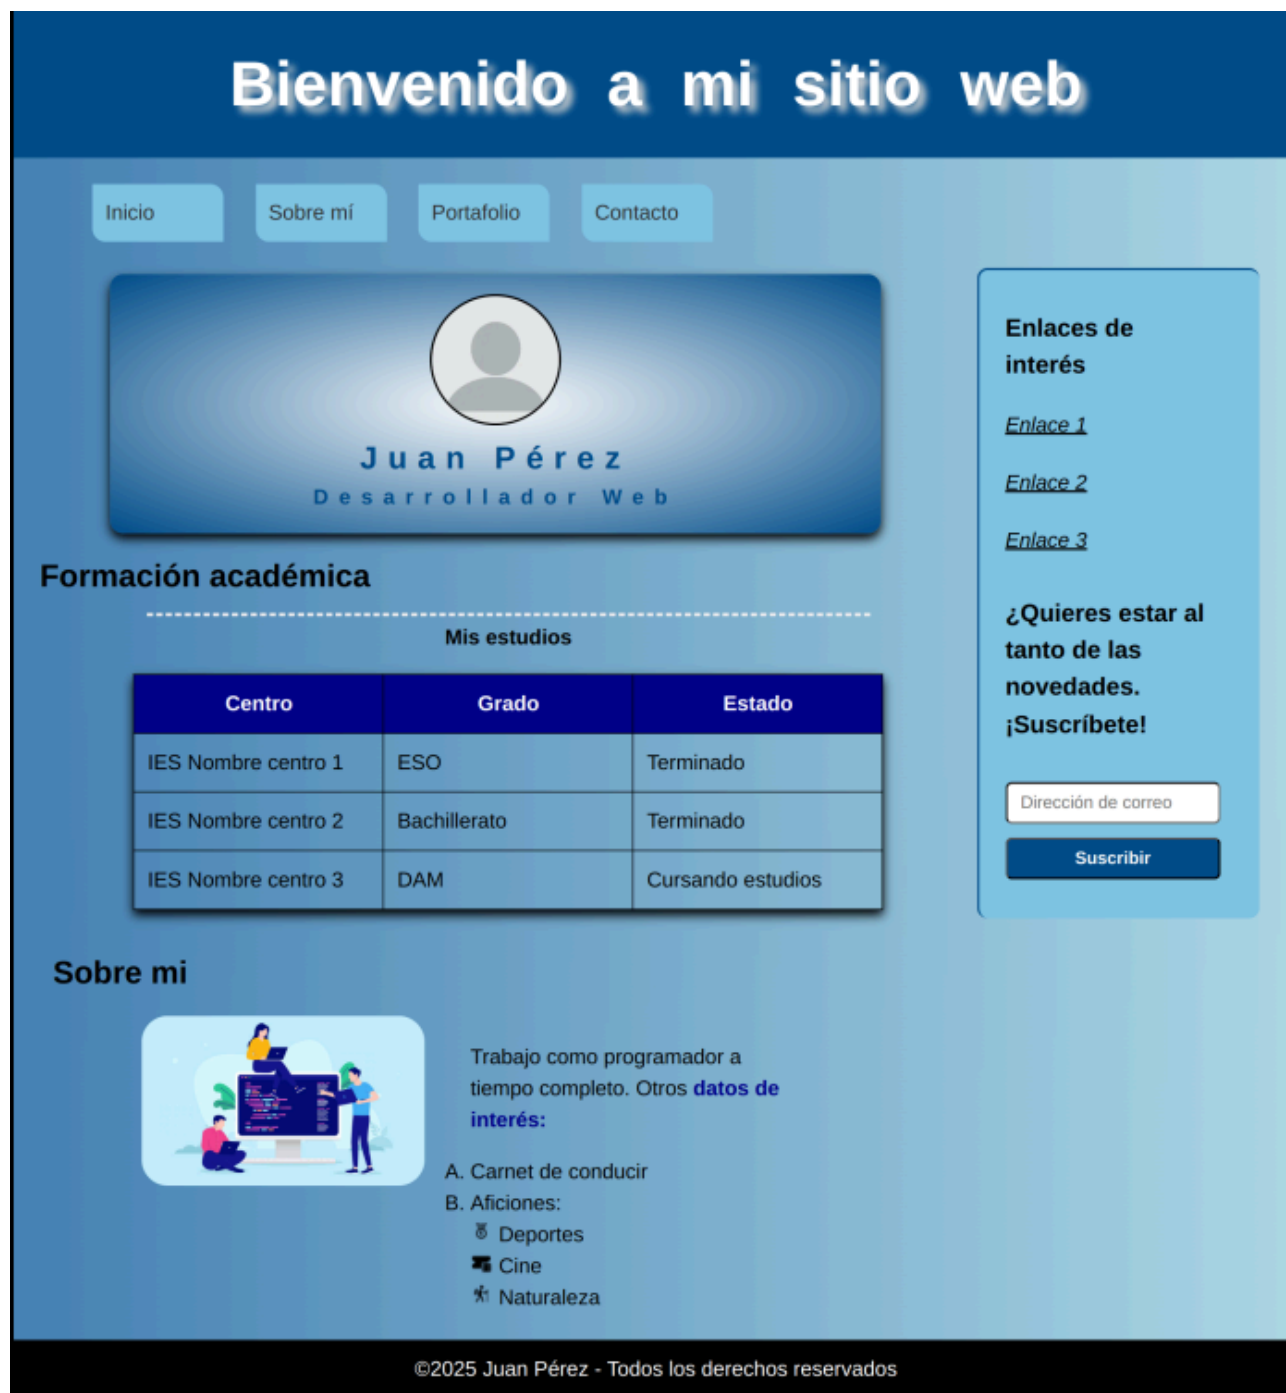 Bienvenido a mi sitio web
Inicio
Sobre mí
Portafolio
Contacto
Juan Pérez
Desarrollador Web
Formación académica
Mis estudios
Centro Grado Estado
IES Nombre centro 1 ESO Terminado
IES Nombre centro 2 Bachillerato Terminado
IES Nombre centro 3 DAM Cursando estudios
Sobre mi
Trabajo como programador a
tiempo completo. Otros datos de
interés:
A. Carnet de conducir
B. Aficiones:
Deportes
Cine
Naturaleza
Enlaces de
interés
Enlace 1
Enlace 2
Enlace 3
¿Quieres estar al
tanto de las
novedades.
¡Suscríbete!
Dirección de correo
Suscribir
©2025 Juan Pérez - Todos los derechos reservados